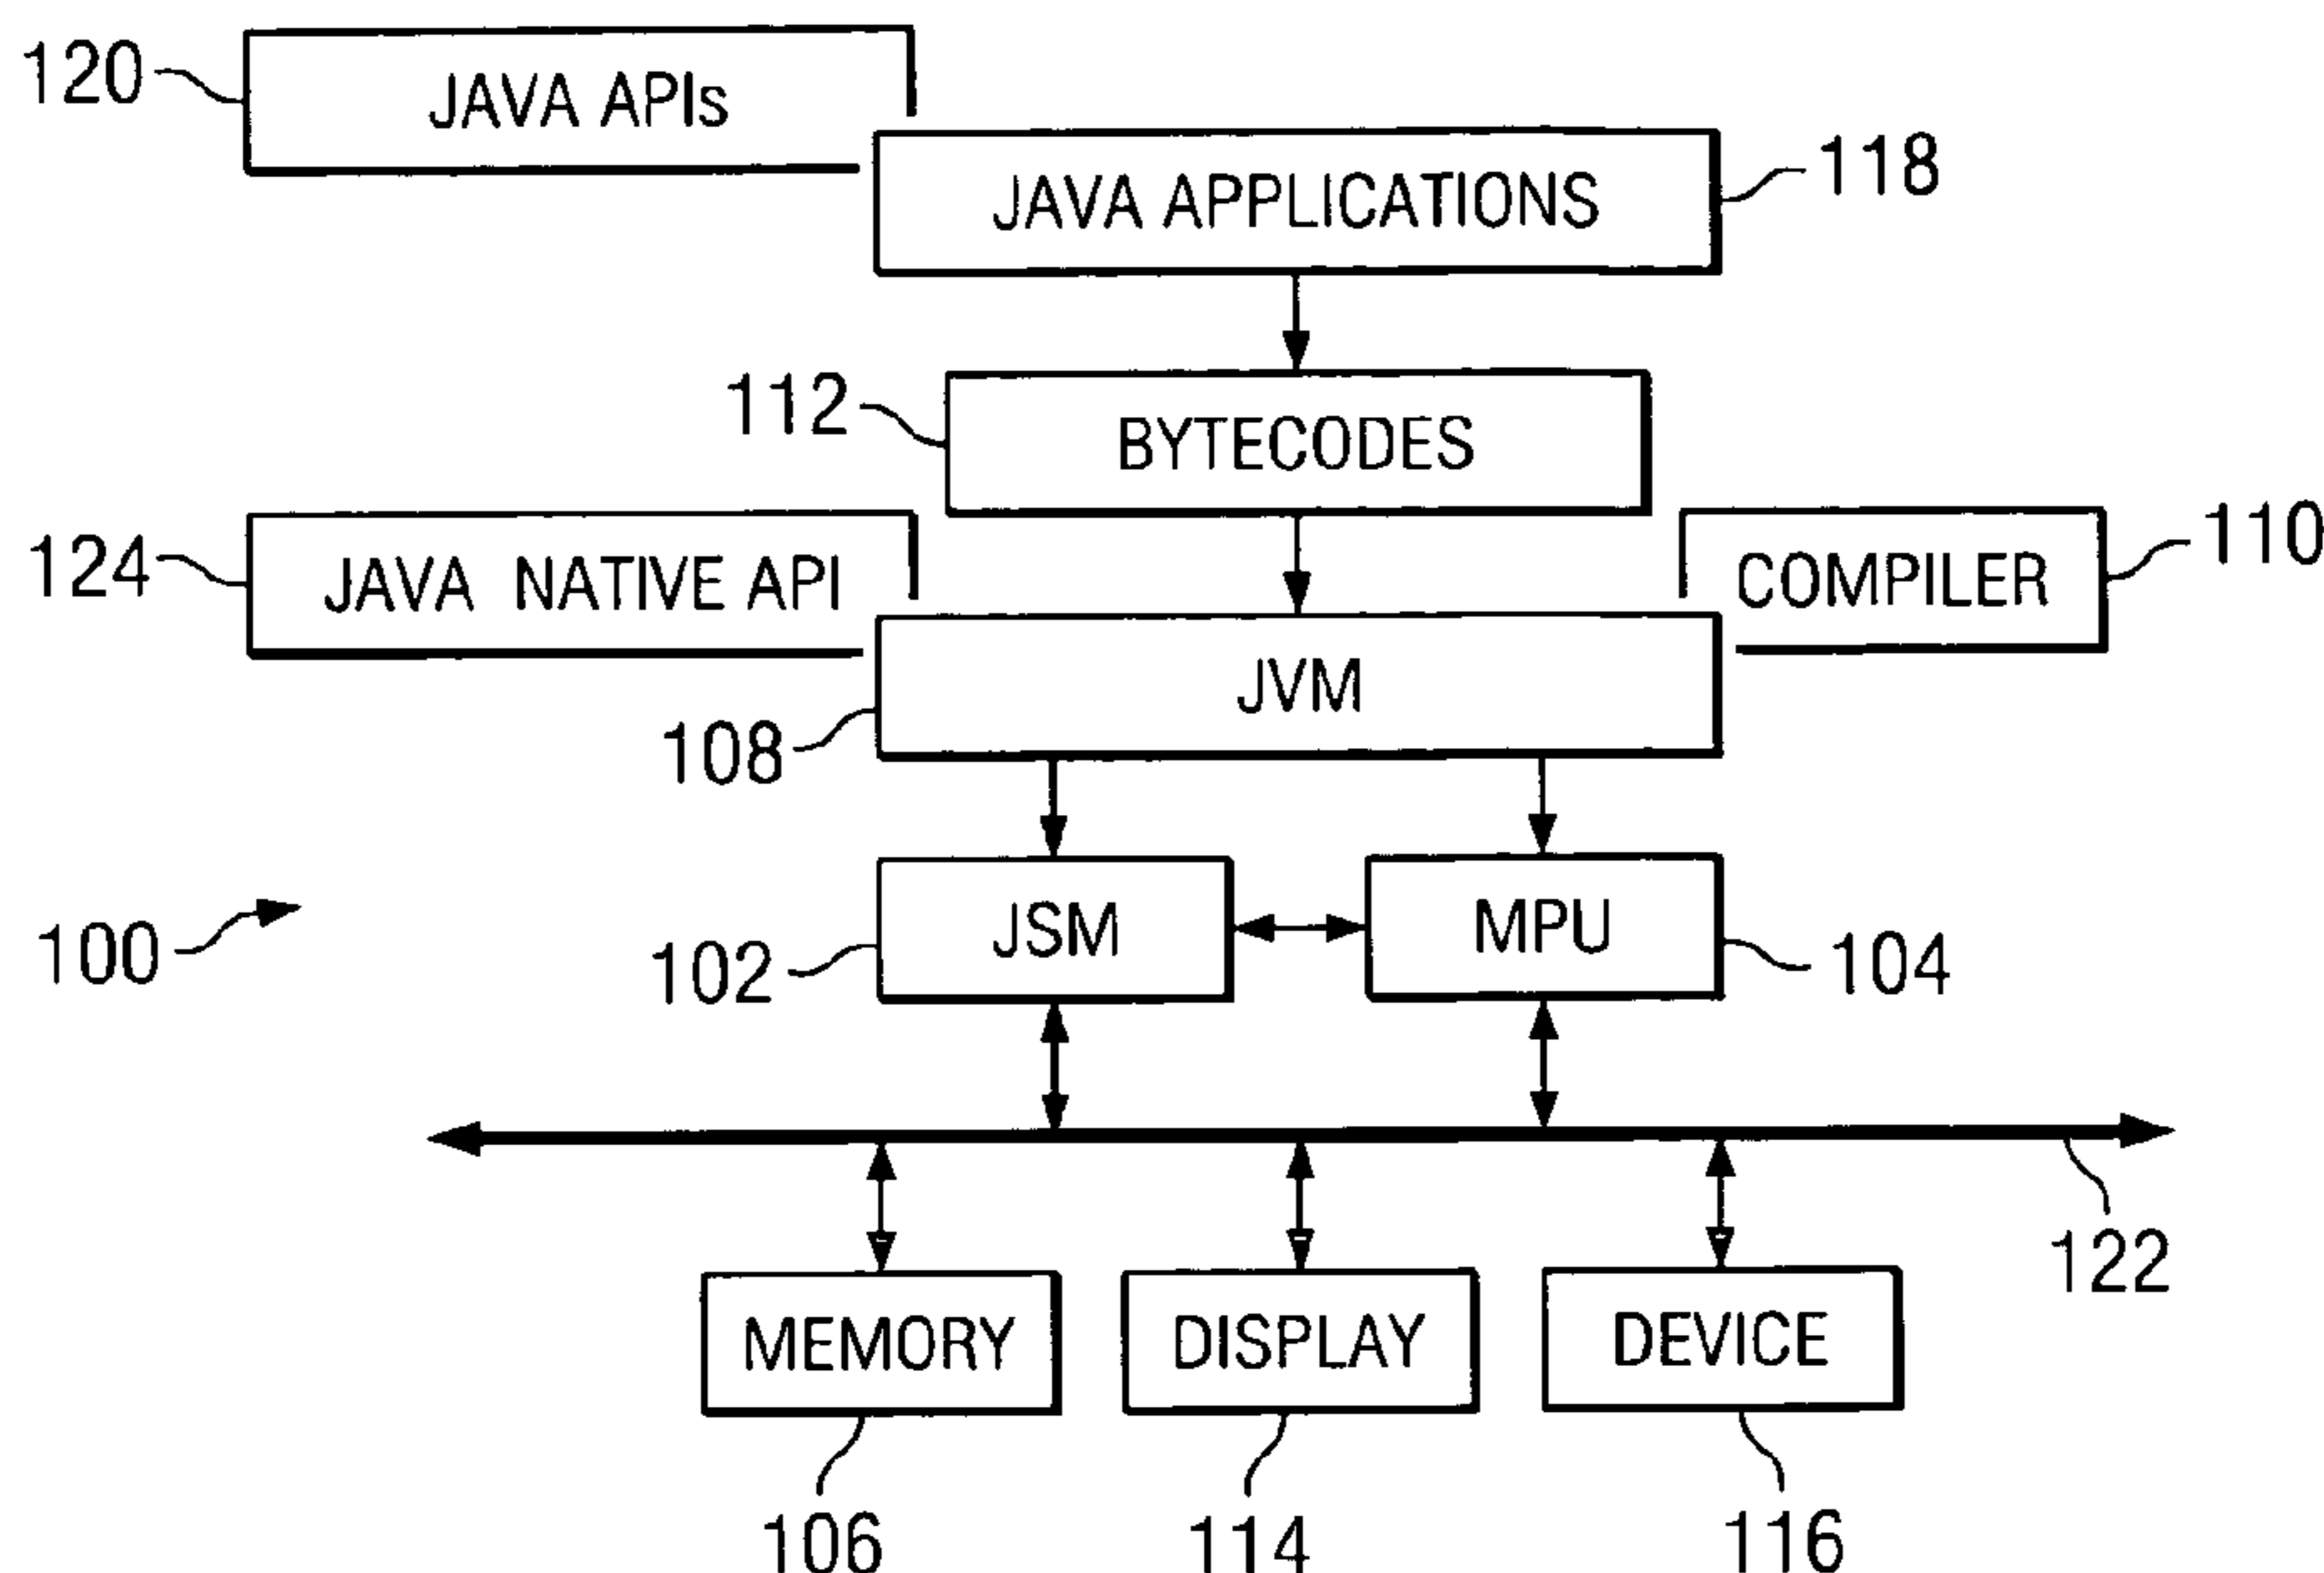 120
JAVA APIs
JAVA APPLICATIONS
118
112
BYTECODES
124
JAVA NATIVE API
COMPILER
110
JVM
108
100
102
JSM
MPU
104
122
MEMORY
DISPLAY
DEVICE
106
114
116